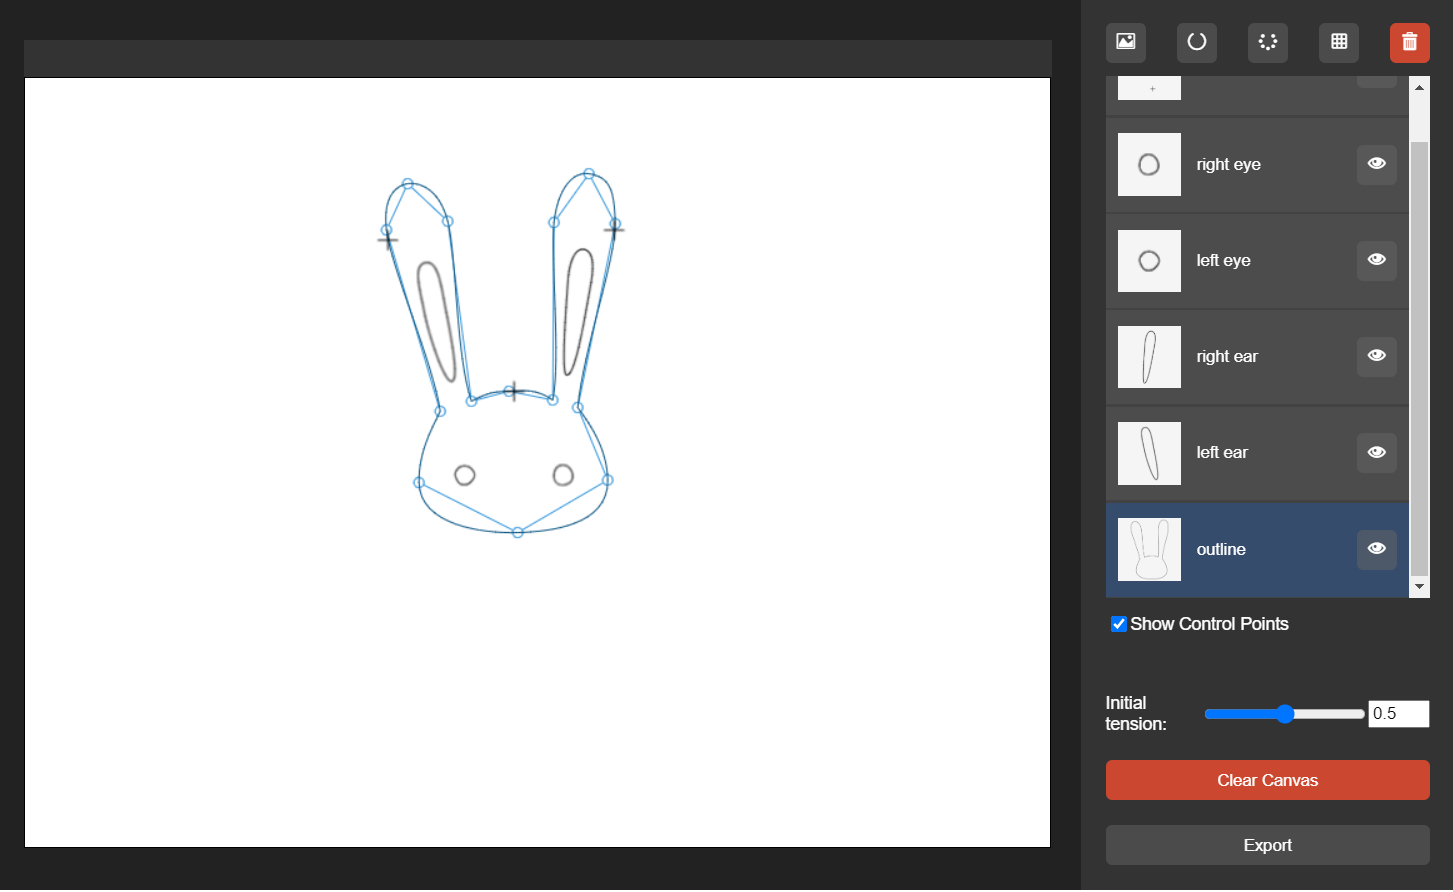 right eye
left eye
right ear
left ear
outline
Show Control Points
Initial
tension:
0.5
Clear Canvas
Export